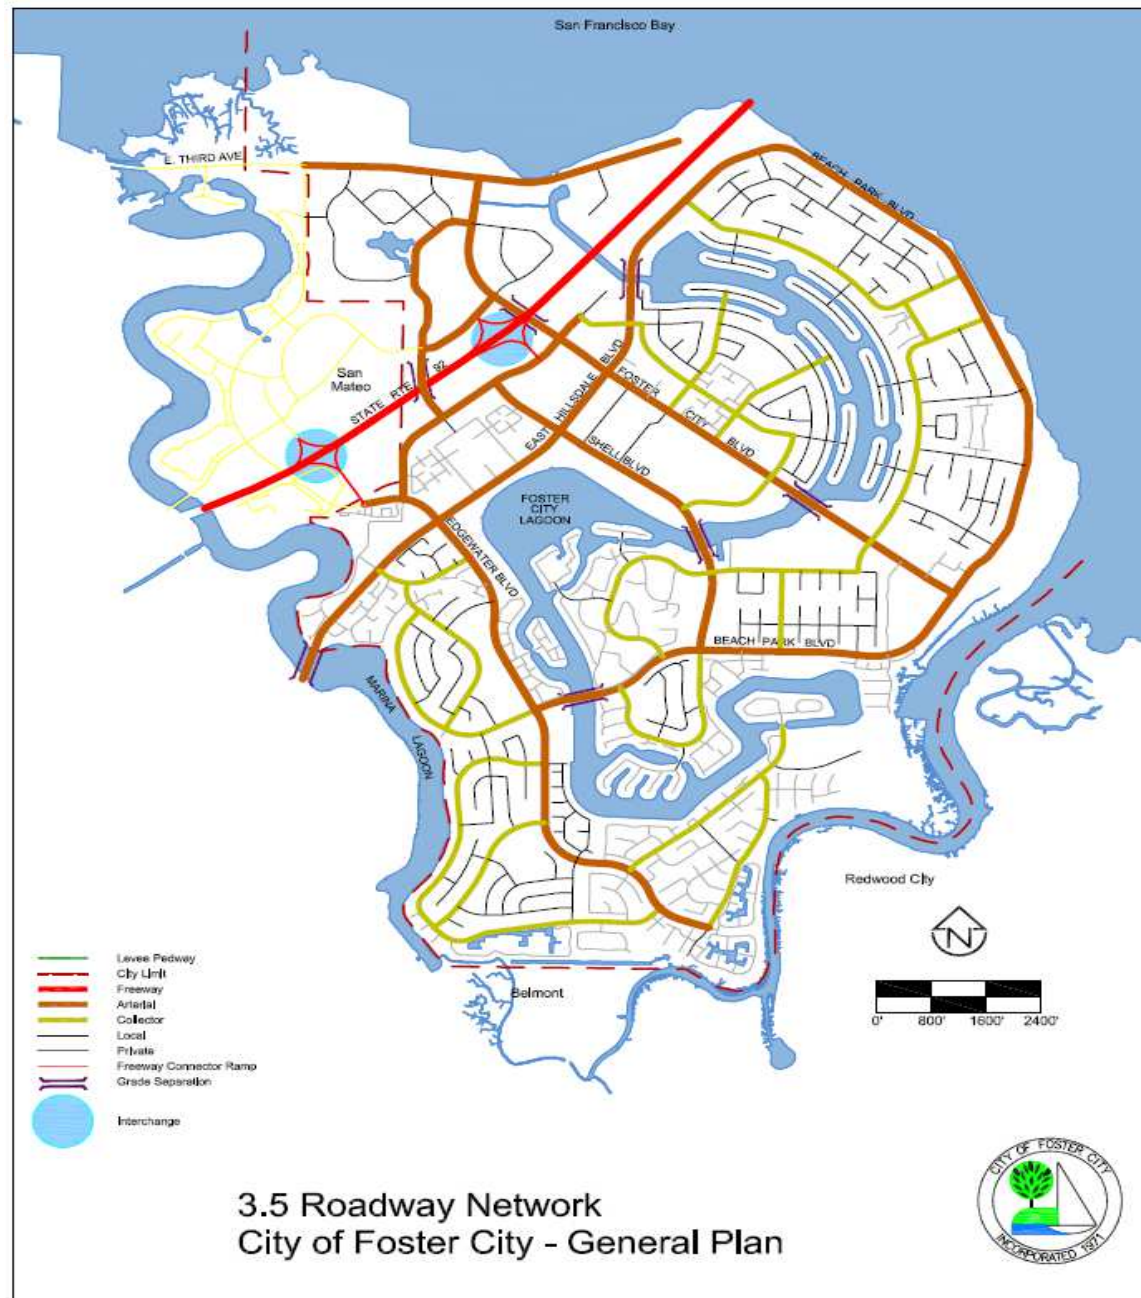 San Francisco Bay
E. THIRD AVE
BEACH PARK BLVD
San
Mateo
STATE RTE 92
EAST HILLSDALE BLVD
FOSTER CITY BLVD
SHELL BLVD
FOSTER
CITY
LAGOON
EDGEWATER BLVD
BEACH PARK BLVD
MARINA
LAGOON
Redwood City
Belmont
N
0' 800' 1600' 2400'
Levee Pedway
City Limit
Freeway
Arterial
Collector
Local
Private
Freeway Connector Ramp
Grade Separation
Interchange
CITY OF FOSTER CITY
INCORPORATED 1971
3.5 Roadway Network
City of Foster City - General Plan